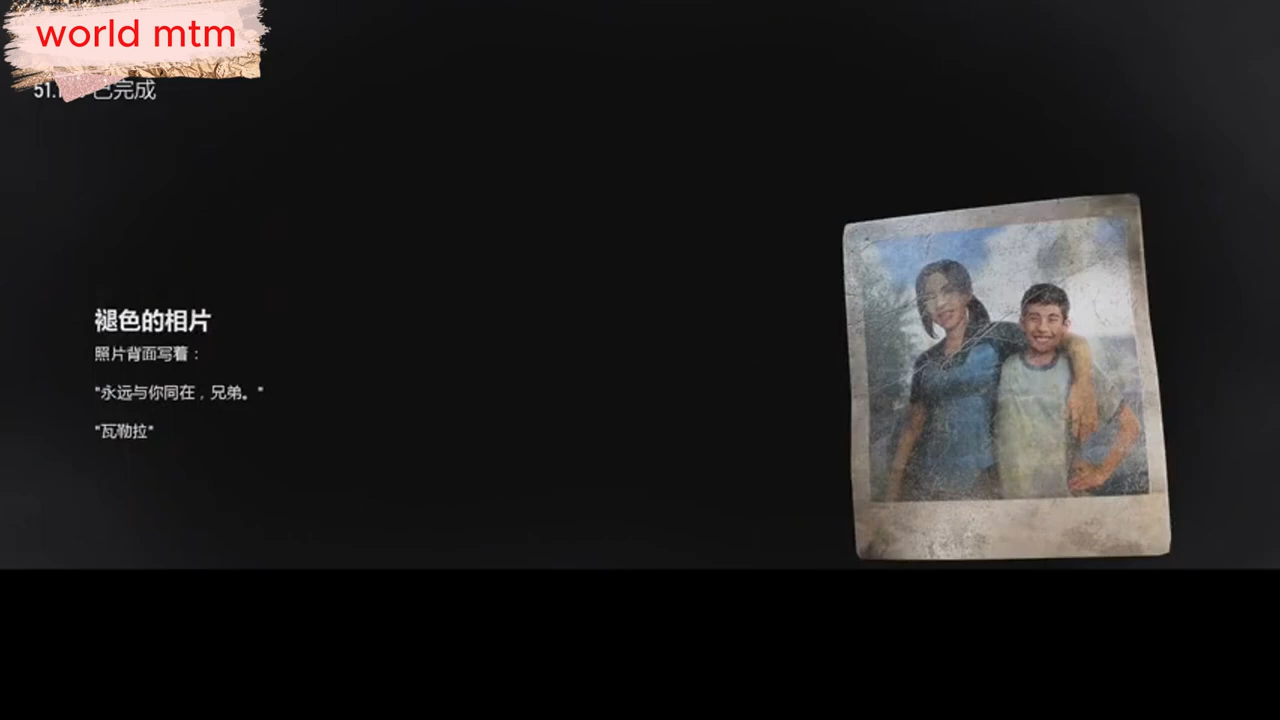 world mtm
已完成
褪色的相片
照片背面写着：
"永远与你同在，兄弟。"
"瓦勒拉"